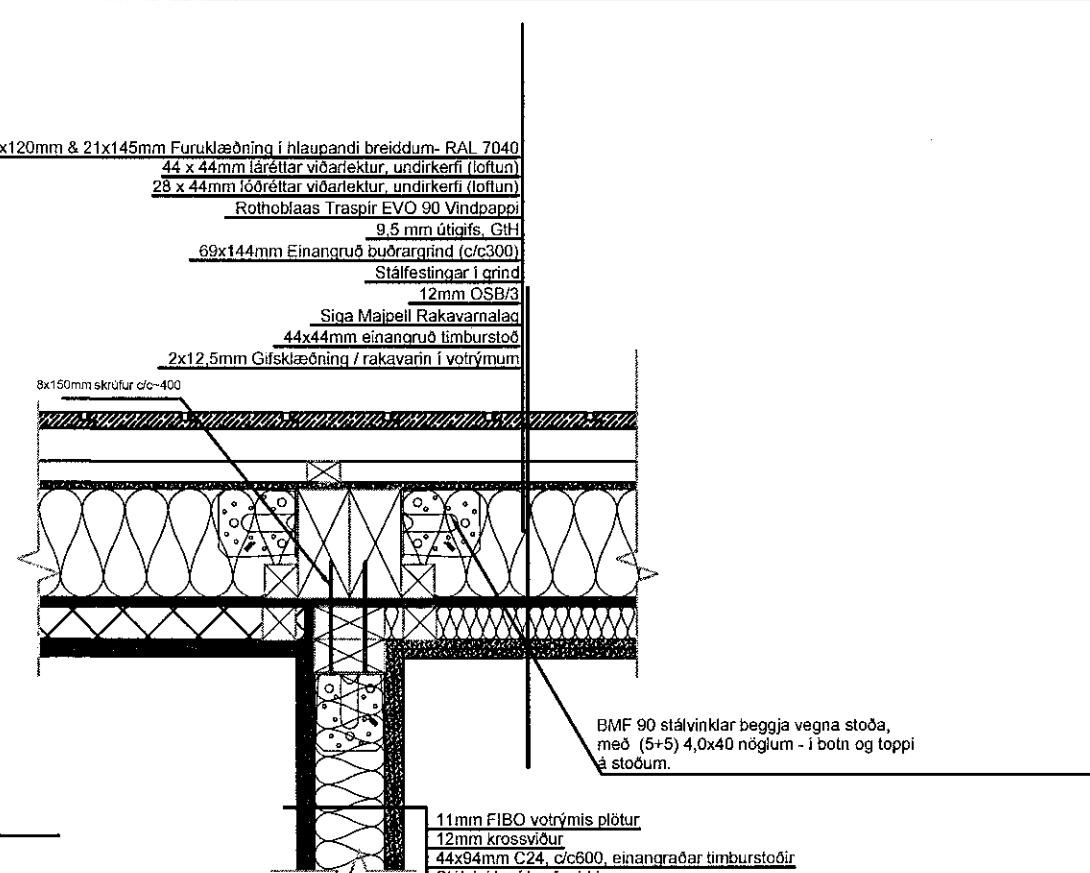 x120mm & 21x145mm Furuklæðning í hlaupandi breiddum- RAL 7040
44 x 44mm láréttar viðarlektur, undirkerfi (loftun)
28 x 44mm lóðréttar viðarlektur, undirkerfi (loftun)
Rothoblaas Traspir EVO 90 Vindpappi
9,5 mm útigifs, GtH
69x144mm Einangruð buðrargrind (c/c300)
Stálfestingar í grind
12mm OSB/3
Siga Majpell Rakavarnalag
44x44mm einangruð timburstoð
2x12,5mm Gifsklæðning / rakavarin í votrýmum
8x150mm skrúfur c/c~400
BMF 90 stálvinklar beggja vegna stoða,
með (5+5) 4,0x40 nöglum - í botn og toppi
á stoðum.
11mm FIBO votrýmis plötur
12mm krossviður
44x94mm C24, c/c600, einangraðar timburstoðir